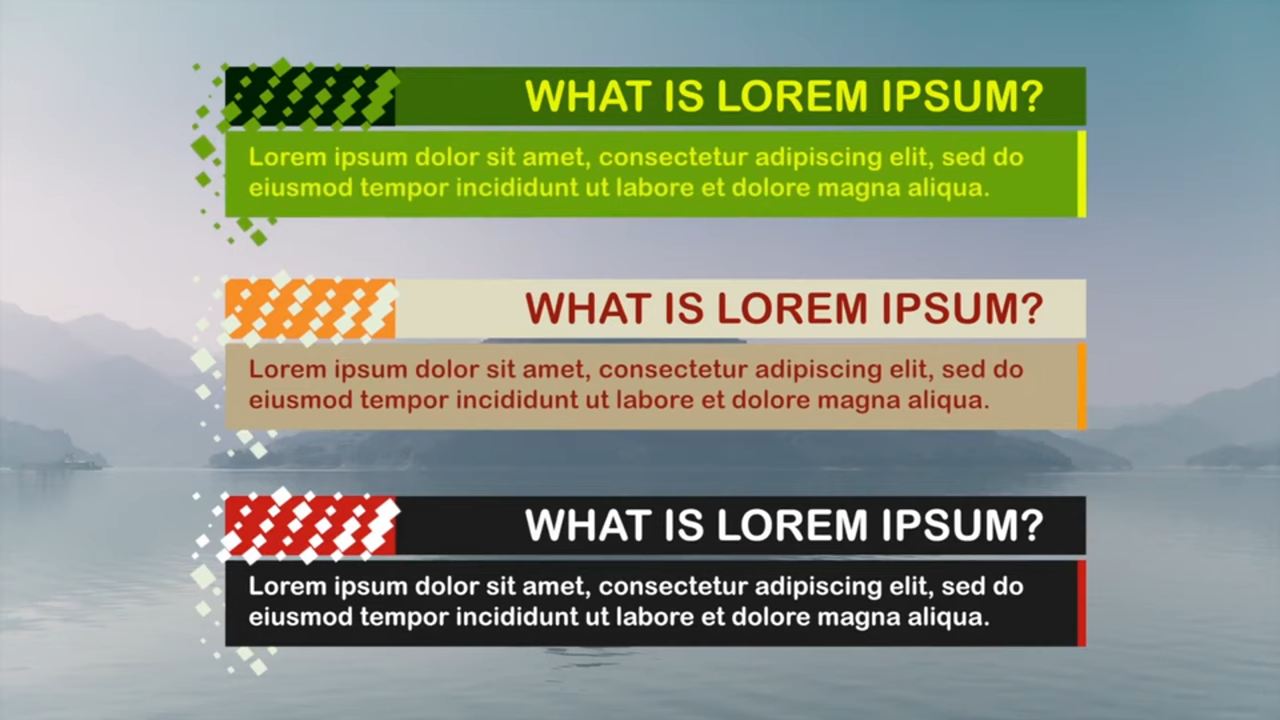 WHAT IS LOREM IPSUM?
Lorem ipsum dolor sit amet, consectetur adipiscing elit, sed do
eiusmod tempor incididunt ut labore et dolore magna aliqua.
WHAT IS LOREM IPSUM?
Lorem ipsum dolor sit amet, consectetur adipiscing elit, sed do
eiusmod tempor incididunt ut labore et dolore magna aliqua.
WHAT IS LOREM IPSUM?
Lorem ipsum dolor sit amet, consectetur adipiscing elit, sed do
eiusmod tempor incididunt ut labore et dolore magna aliqua.